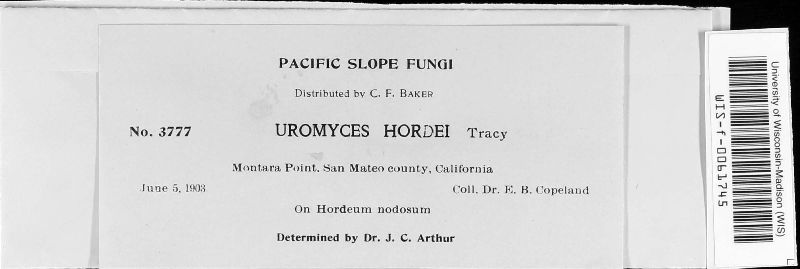 PACIFIC SLOPE FUNGI
Distributed by C. F. BAKER
No. 3777 UROMYCES HORDEI Tracy
Montara Point, San Mateo county, California
June 5, 1903 Coll. Dr. E. B. Copeland
On Hordeum nodosum
Determined by Dr. J. C. Arthur
University of Wisconsin-Madison (WIS)
WIS-f-0061745